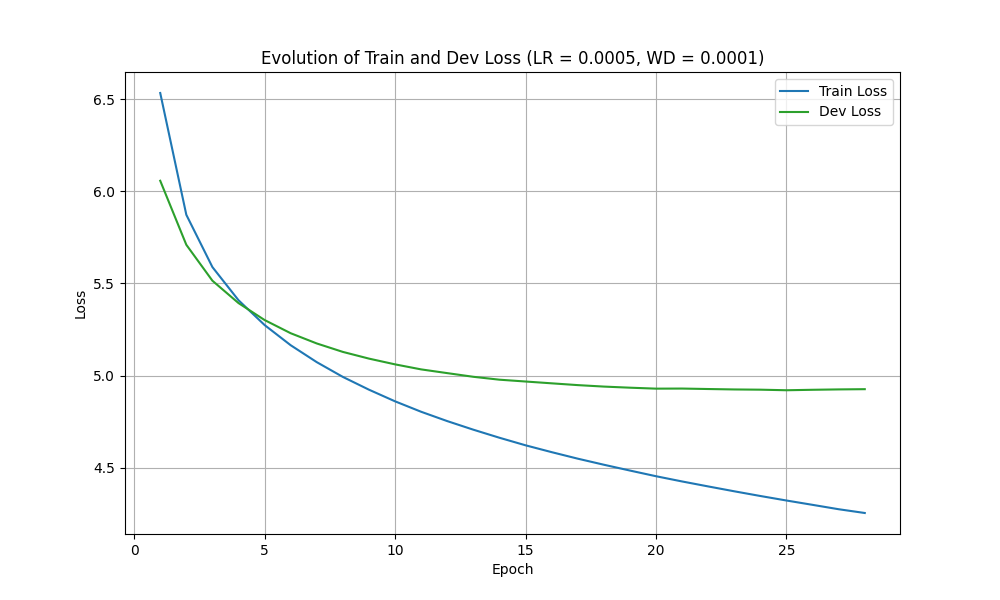 Evolution of Train and Dev Loss (LR = 0.0005, WD = 0.0001)
Train Loss
Dev Loss
6.5
6.0
5.5
5.0
4.5
Loss
0 5 10 15 20 25
Epoch